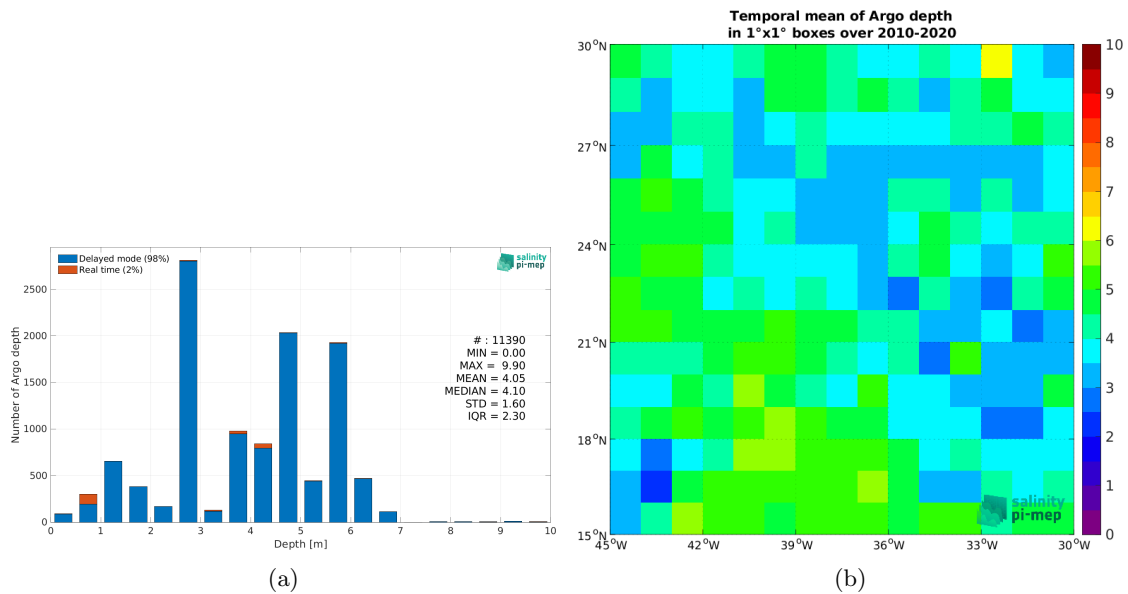 Delayed mode (98%)
Real time (2%)
salinity
pi-mep
Number of Argo depth
2500
2000
1500
1000
500
0
# : 11390
MIN = 0.00
MAX = 9.90
MEAN = 4.05
MEDIAN = 4.10
STD = 1.60
IQR = 2.30
0 1 2 3 4 5 6 7 8 9 10
Depth [m]
(a)
Temporal mean of Argo depth
in 1°x1° boxes over 2010-2020
30°N
27°N
24°N
21°N
18°N
15°N
45°W 42°W 39°W 36°W 33°W 30°W
salinity
pi-mep
10
9
8
7
6
5
4
3
2
1
0
(b)